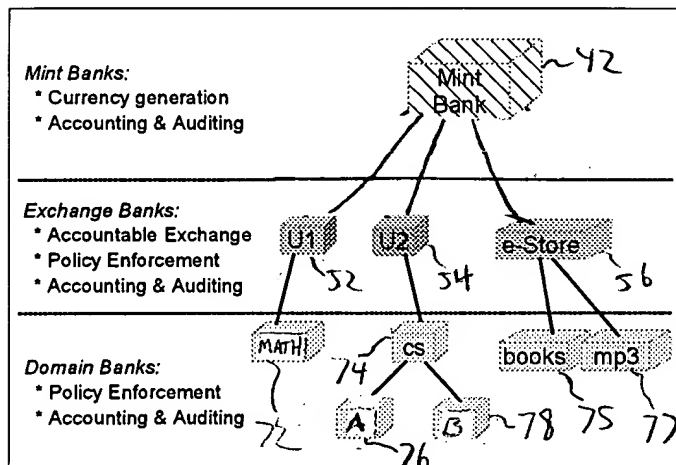 Mint Banks:
* Currency generation
* Accounting & Auditing
Mint
Bank
42
Exchange Banks:
* Accountable Exchange
* Policy Enforcement
* Accounting & Auditing
U1
U2
e-Store
52
54
56
Domain Banks:
* Policy Enforcement
* Accounting & Auditing
MATH
cs
books
mp3
72
74
75
77
A
B
76
78